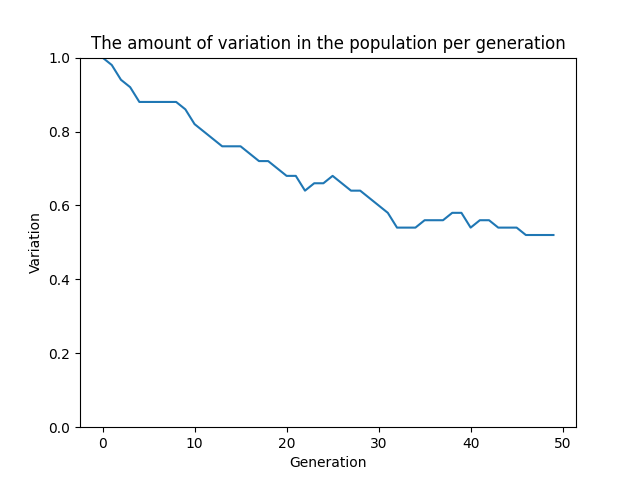 The amount of variation in the population per generation
1.0
0.8
0.6
0.4
0.2
0.0
Variation
0 10 20 30 40 50
Generation